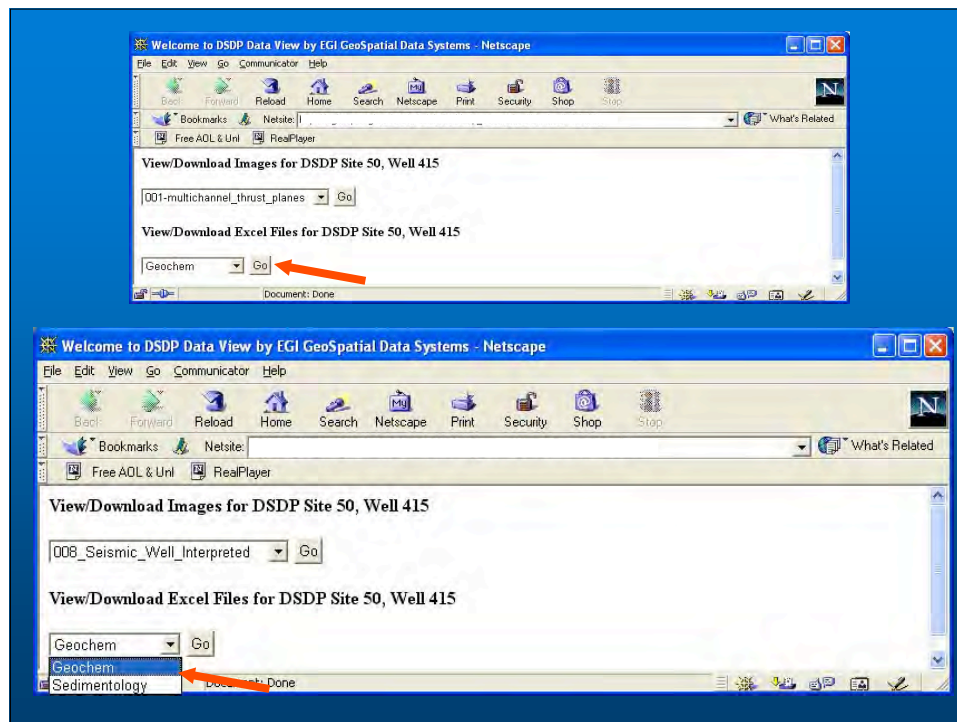 Welcome to DSDP Data View by EGI GeoSpatial Data Systems - Netscape
File Edit View Go Communicator Help
Back Forward Reload Home Search Netscape Print Security Shop Stop
Bookmarks Netsite: What's Related
Free AOL & Unl RealPlayer
View/Download Images for DSDP Site 50, Well 415
001-multichannel_thrust_planes Go
View/Download Excel Files for DSDP Site 50, Well 415
Geochem Go
Document: Done
Welcome to DSDP Data View by EGI GeoSpatial Data Systems - Netscape
File Edit View Go Communicator Help
Back Forward Reload Home Search Netscape Print Security Shop Stop
Bookmarks Netsite: What's Related
Free AOL & Unl RealPlayer
View/Download Images for DSDP Site 50, Well 415
008_Seismic_Well_Interpreted Go
View/Download Excel Files for DSDP Site 50, Well 415
Geochem Go
Geochem
Sedimentology Document: Done